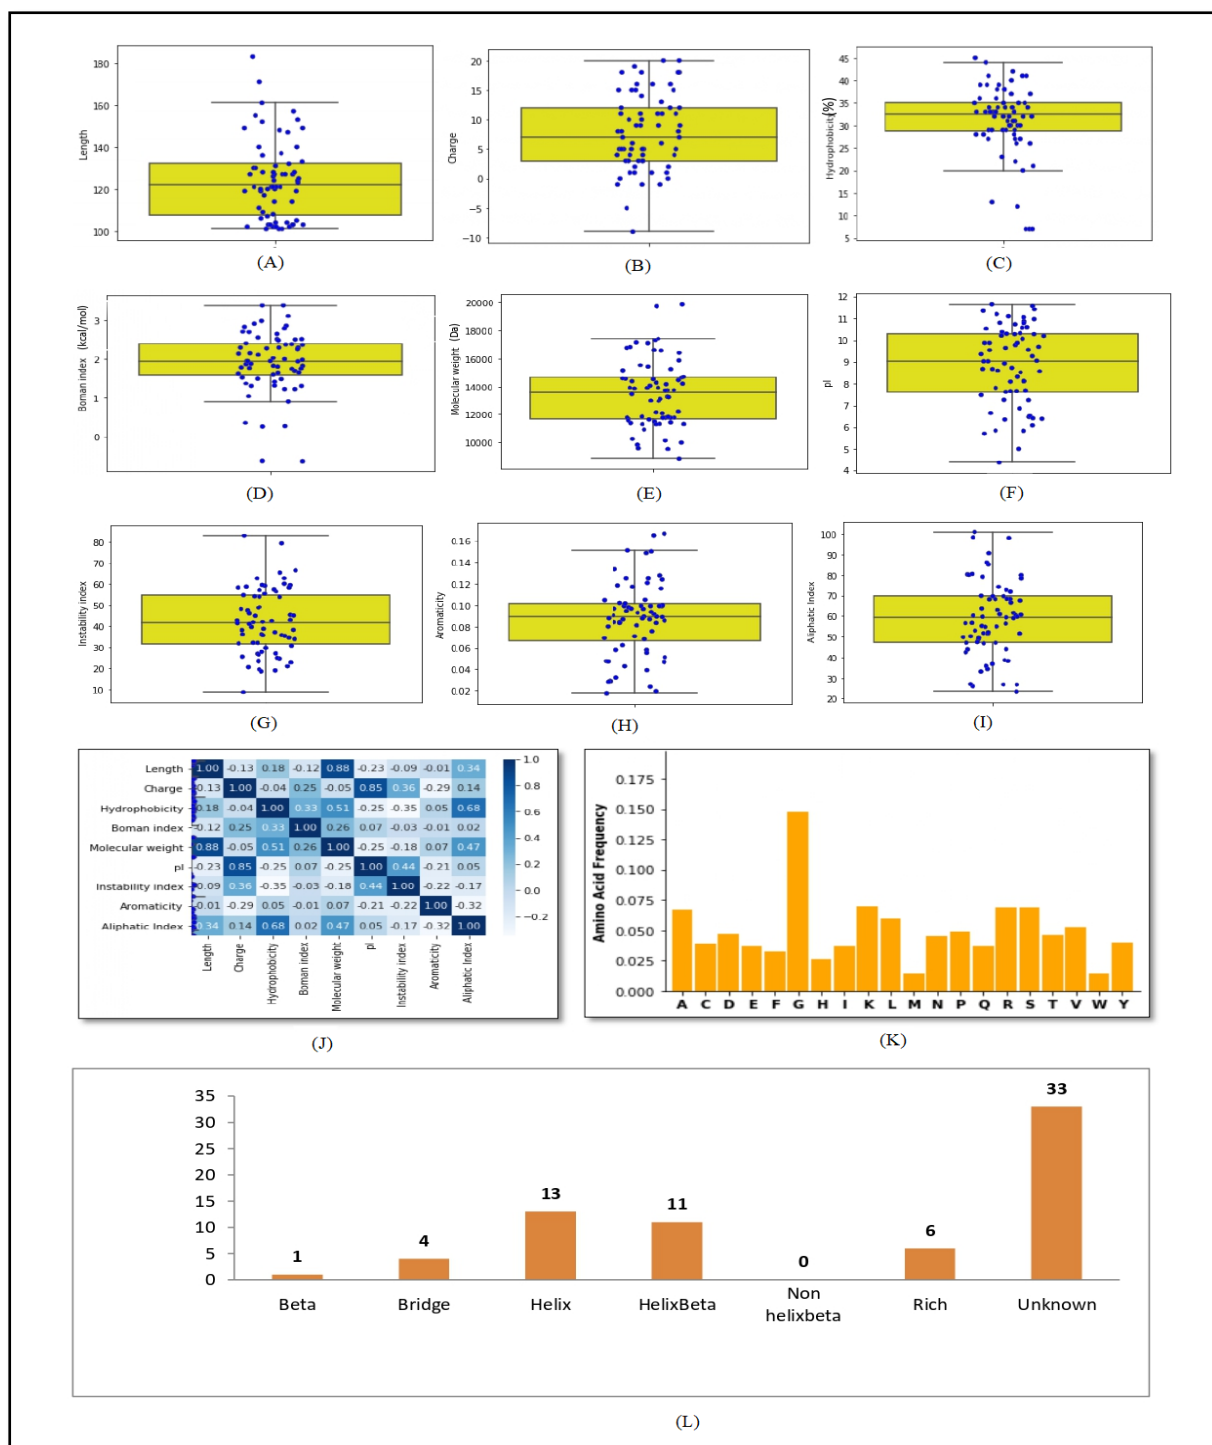 180
160
140
120
100
Length
(A)
20
15
10
5
0
−5
−10
Charge
(B)
45
40
35
30
25
20
15
10
5
Hydrophobicity (%)
(C)
3
2
1
0
Boman index (kcal/mol)
(D)
20000
18000
16000
14000
12000
10000
Molecular weight (Da)
(E)
12
11
10
9
8
7
6
5
4
pI
(F)
80
70
60
50
40
30
20
10
Instability index
(G)
0.16
0.14
0.12
0.10
0.08
0.06
0.04
0.02
Aromaticity
(H)
100
90
80
70
60
50
40
30
20
Aliphatic Index
(I)
Length 1.00 -0.13 0.18 -0.12 0.88 -0.23 -0.09 -0.01 0.34
Charge -0.13 1.00 -0.04 0.25 -0.05 0.85 0.36 -0.29 0.14
Hydrophobicity 0.18 -0.04 1.00 0.33 0.51 -0.25 -0.35 0.05 0.68
Boman index -0.12 0.25 0.33 1.00 0.26 0.07 -0.03 -0.01 0.02
Molecular weight 0.88 -0.05 0.51 0.26 1.00 -0.25 -0.18 0.07 0.47
pI -0.23 0.85 -0.25 0.07 -0.25 1.00 0.44 -0.21 0.05
Instability index -0.09 0.36 -0.35 -0.03 -0.18 0.44 1.00 -0.22 -0.17
Aromaticity -0.01 -0.29 0.05 -0.01 0.07 -0.21 -0.22 1.00 -0.32
Aliphatic Index 0.34 0.14 0.68 0.02 0.47 0.05 -0.17 -0.32 1.00
Length Charge Hydrophobicity Boman index Molecular weight pI Instability index Aromaticity Aliphatic Index
1.0
0.8
0.6
0.4
0.2
0.0
−0.2
(J)
0.175
0.150
0.125
0.100
0.075
0.050
0.025
0.000
Amino Acid Frequency
A C D E F G H I K L M N P Q R S T V W Y
(K)
35
30
25
20
15
10
5
0
1
4
13
11
0
6
33
Beta
Bridge
Helix
HelixBeta
Non
helixbeta
Rich
Unknown
(L)